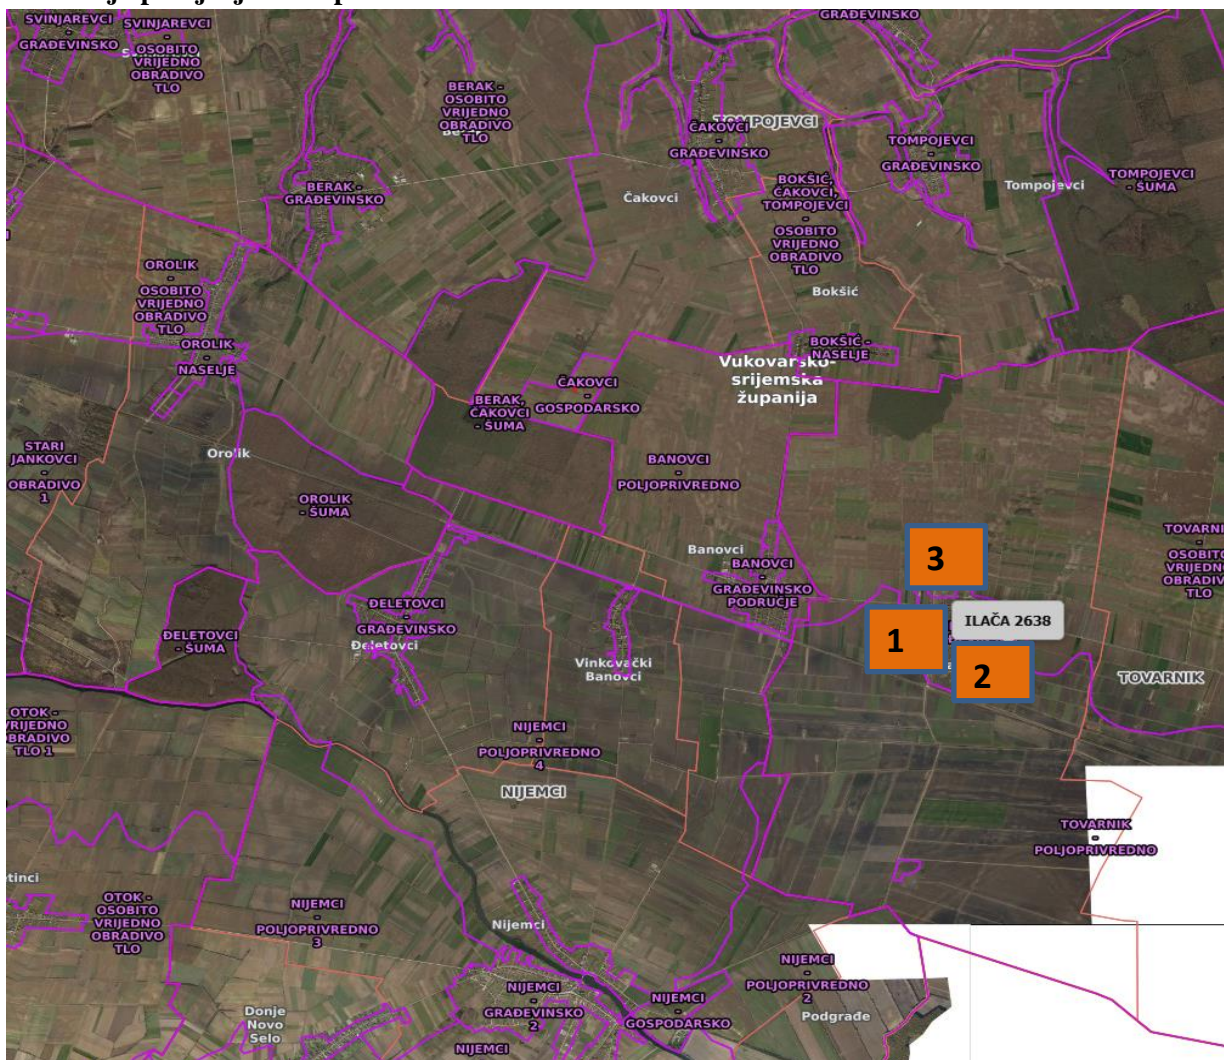 SVINJAREVCI
-
GRAĐEVINSKO
SVINJAREVCI
-
OSOBITO
VRIJEDNO
OBRADIVO
TLO
GRAĐEVINSKO
BERAK -
OSOBITO
VRIJEDNO
OBRADIVO
TLO
TOMPOJEVCI
ČAKOVCI
-
GRAĐEVINSKO
TOMPOJEVCI
-
GRAĐEVINSKO
BERAK -
GRAĐEVINSKO
Čakovci
BOKŠIĆ,
ČAKOVCI,
TOMPOJEVCI
-
OSOBITO
VRIJEDNO
OBRADIVO
TLO
Tompojevci
TOMPOJEVCI
- ŠUMA
OROLIK
-
OSOBITO
VRIJEDNO
OBRADIVO
TLO
OROLIK
-
NASELJE
Bokšić
BOKŠIĆ -
NASELJE
Vukovarsko-
srijemska
županija
ČAKOVCI
-
GOSPODARSKO
BERAK,
ČAKOVCI
- ŠUMA
STARI
JANKOVCI
-
OBRADIVO
1
Orolik
OROLIK
- ŠUMA
BANOVCI
-
POLJOPRIVREDNO
Banovci
BANOVCI
-
GRAĐEVINSKO
PODRUČJE
3
ILAČA 2638
1
2
-
OSOBITO
TLO
ĐELETOVCI
- ŠUMA
ĐELETOVCI
-
GRAĐEVINSKO
Đeletovci
Vinkovački
Banovci
TOVARNIK
OTOK -
TLO 1
NIJEMCI
-
POLJOPRIVREDNO
4
NIJEMCI
TOVARNIK
-
POLJOPRIVREDNO
OTOK -
OSOBITO
VRIJEDNO
OBRADIVO
TLO
NIJEMCI
-
POLJOPRIVREDNO
3
Nijemci
NIJEMCI
-
GRAĐEVINSKO
2
NIJEMCI
-
GOSPODARSKO
NIJEMCI
-
POLJOPRIVREDNO
2
Podgrađe
Donje
Novo
Selo
NIJEMCI